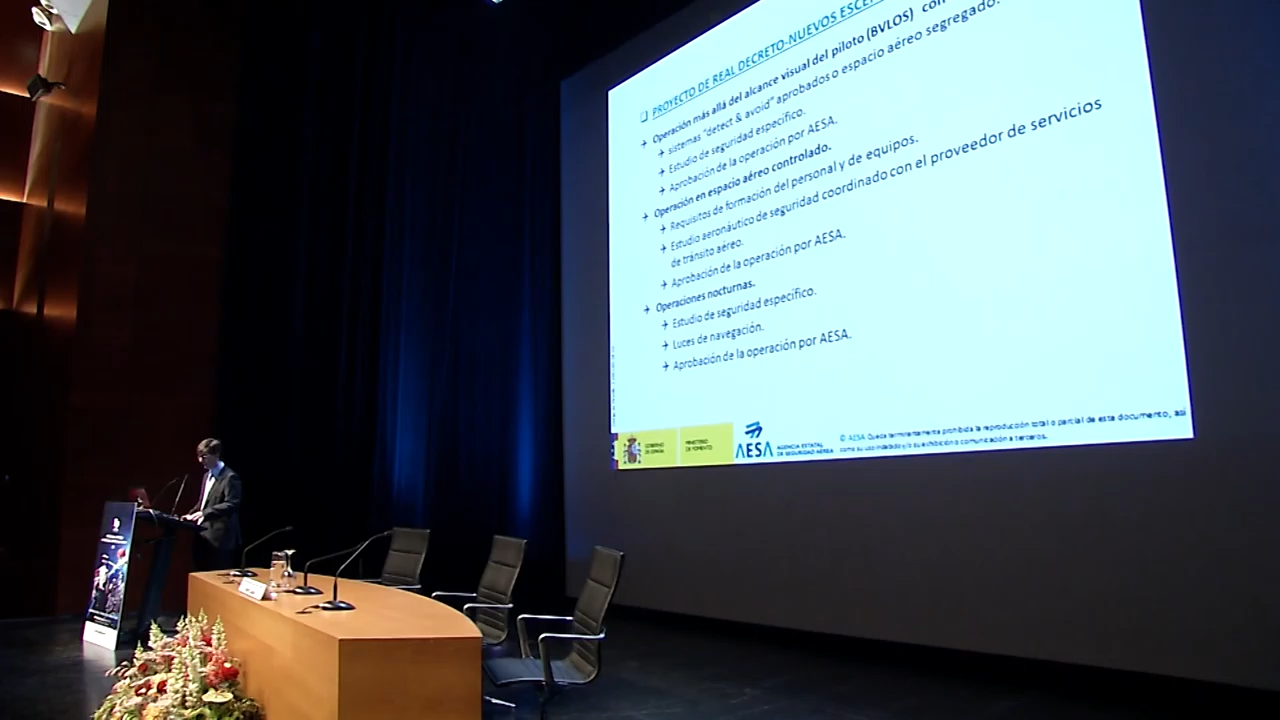 PROYECTO DE REAL DECRETO-NUEVOS
Operación más allá del alcance visual del piloto (BVLOS) con
sistemas "detect & avoid" aprobados o espacio aéreo segregado.
Estudio de seguridad específico.
Aprobación de la operación por AESA.
Operación en espacio aéreo controlado.
Requisitos de formación del personal y de equipos.
Estudio aeronáutico de seguridad coordinado con el proveedor de servicios
de tránsito aéreo.
Aprobación de la operación por AESA.
Operaciones nocturnas.
Estudio de seguridad específico.
Luces de navegación.
Aprobación de la operación por AESA.
GOBIERNO
DE ESPAÑA
MINISTERIO
DE FOMENTO
AESA
AGENCIA ESTATAL
DE SEGURIDAD AÉREA
© AESA Queda terminantemente prohibida la reproducción total o parcial de este documento, así
como su uso indebido y/o su exhibición o comunicación a terceros.